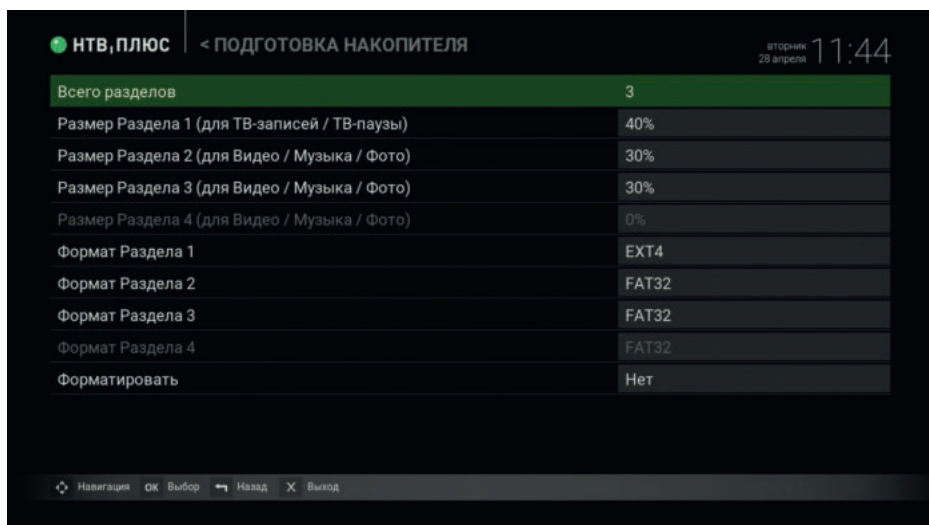 НТВ ПЛЮС < ПОДГОТОВКА НАКОПИТЕЛЯ
вторник
28 апреля 11:44
Всего разделов 3
Размер Раздела 1 (для ТВ-записей / ТВ-паузы) 40%
Размер Раздела 2 (для Видео / Музыка / Фото) 30%
Размер Раздела 3 (для Видео / Музыка / Фото) 30%
Размер Раздела 4 (для Видео / Музыка / Фото) 0%
Формат Раздела 1 EXT4
Формат Раздела 2 FAT32
Формат Раздела 3 FAT32
Формат Раздела 4 FAT32
Форматировать Нет
Навигация OK Выбор Назад X Выход